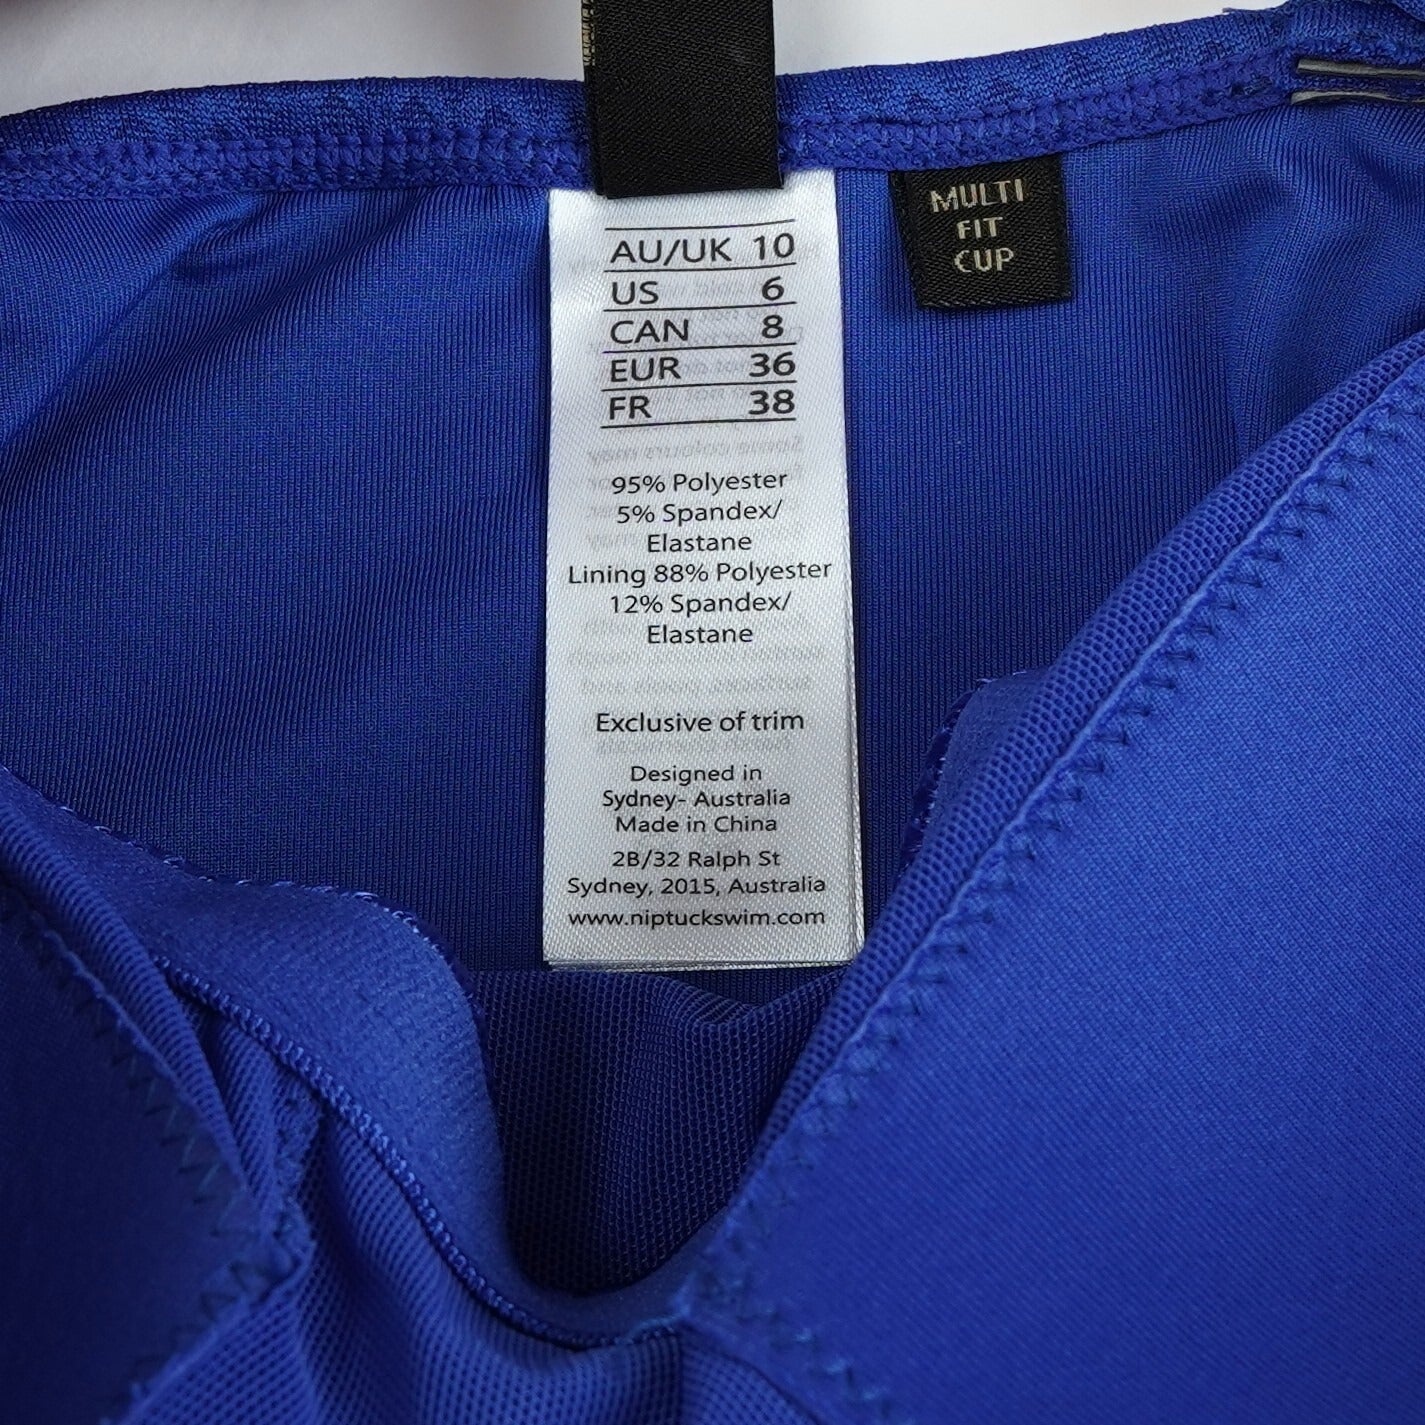 AU/UK 10
US 6
CAN 8
EUR 36
FR 38
95% Polyester
5% Spandex/
Elastane
Lining 88% Polyester
12% Spandex/
Elastane
Exclusive of trim
Designed in
Sydney- Australia
Made in China
2B/32 Ralph St
Sydney, 2015, Australia
www.niptuckswim.com
MULTI
FIT
CUP